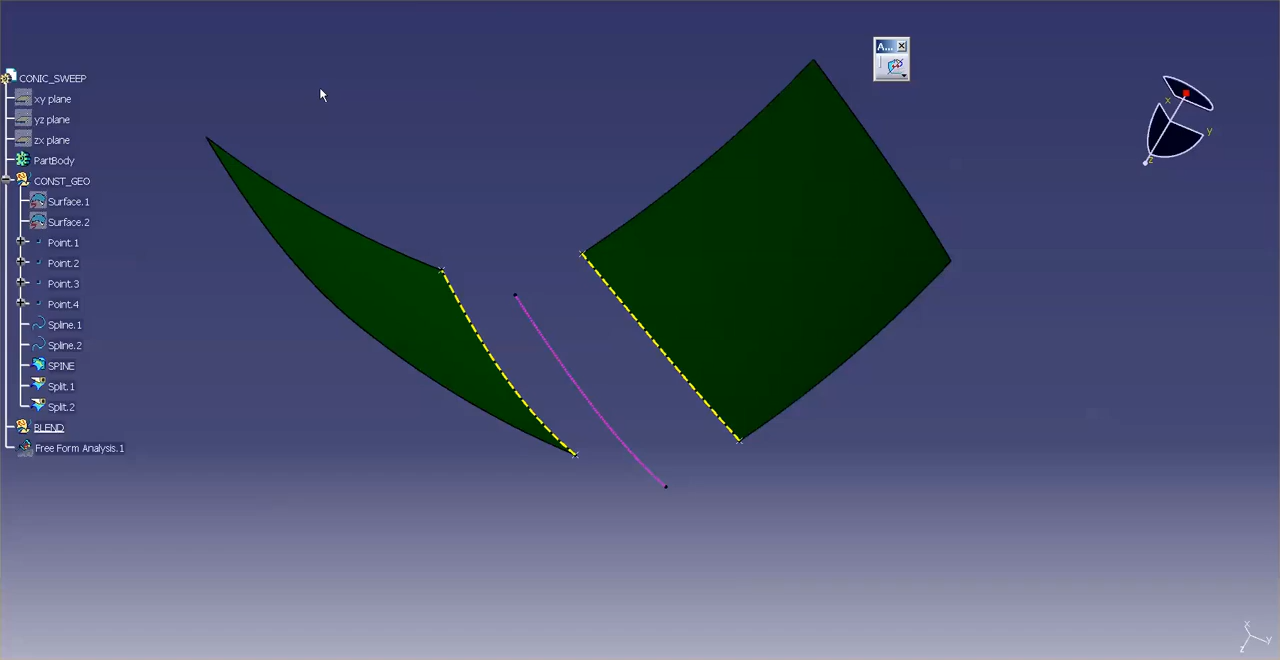 A...
CONIC_SWEEP
xy plane
yz plane
zx plane
PartBody
CONST_GEO
Surface.1
Surface.2
Point.1
Point.2
Point.3
Point.4
Spline.1
Spline.2
SPINE
Split.1
Split.2
BLEND
Free Form Analysis.1
x
y
z
x
y
z